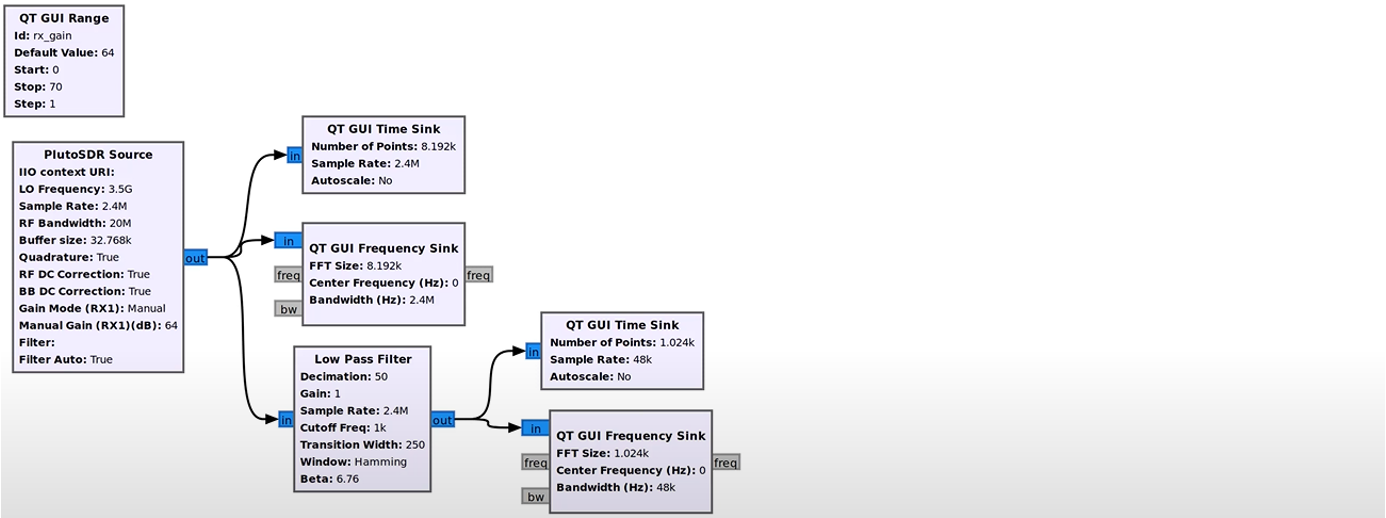 QT GUI Range
Id: rx_gain
Default Value: 64
Start: 0
Stop: 70
Step: 1
PlutoSDR Source
IIO context URI:
LO Frequency: 3.5G
Sample Rate: 2.4M
RF Bandwidth: 20M
Buffer size: 32.768k
Quadrature: True
RF DC Correction: True
BB DC Correction: True
Gain Mode (RX1): Manual
Manual Gain (RX1)(dB): 64
Filter:
Filter Auto: True
out
in
QT GUI Time Sink
Number of Points: 8.192k
Sample Rate: 2.4M
Autoscale: No
in
freq
bw
QT GUI Frequency Sink
FFT Size: 8.192k
Center Frequency (Hz): 0
Bandwidth (Hz): 2.4M
freq
in
Low Pass Filter
Decimation: 50
Gain: 1
Sample Rate: 2.4M
Cutoff Freq: 1k
Transition Width: 250
Window: Hamming
Beta: 6.76
out
in
QT GUI Time Sink
Number of Points: 1.024k
Sample Rate: 48k
Autoscale: No
in
freq
bw
QT GUI Frequency Sink
FFT Size: 1.024k
Center Frequency (Hz): 0
Bandwidth (Hz): 48k
freq